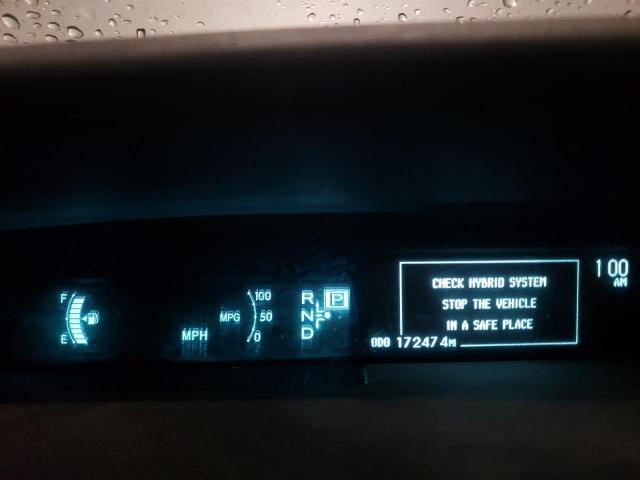 F
E
MPH
MPG
100
50
0
R
P
N
D
CHECK HYBRID SYSTEM
STOP THE VEHICLE
IN A SAFE PLACE
ODO 172474MI
1 00
AM